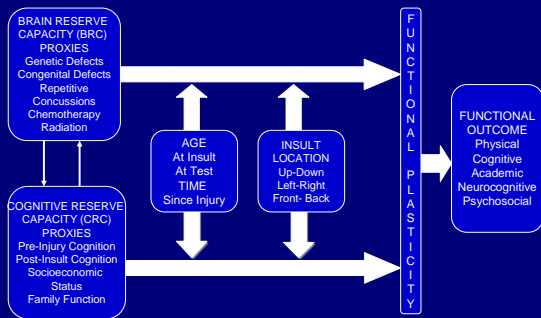 BRAIN RESERVE
CAPACITY (BRC)
PROXIES
Genetic Defects
Congenital Defects
Repetitive
Concussions
Chemotherapy
Radiation
COGNITIVE RESERVE
CAPACITY (CRC)
PROXIES
Pre-Injury Cognition
Post-Insult Cognition
Socioeconomic
Status
Family Function
AGE
At Insult
At Test
TIME
Since Injury
INSULT
LOCATION
Up-Down
Left-Right
Front- Back
FUNCTIONAL PLASTICITY
FUNCTIONAL
OUTCOME
Physical
Cognitive
Academic
Neurocognitive
Psychosocial